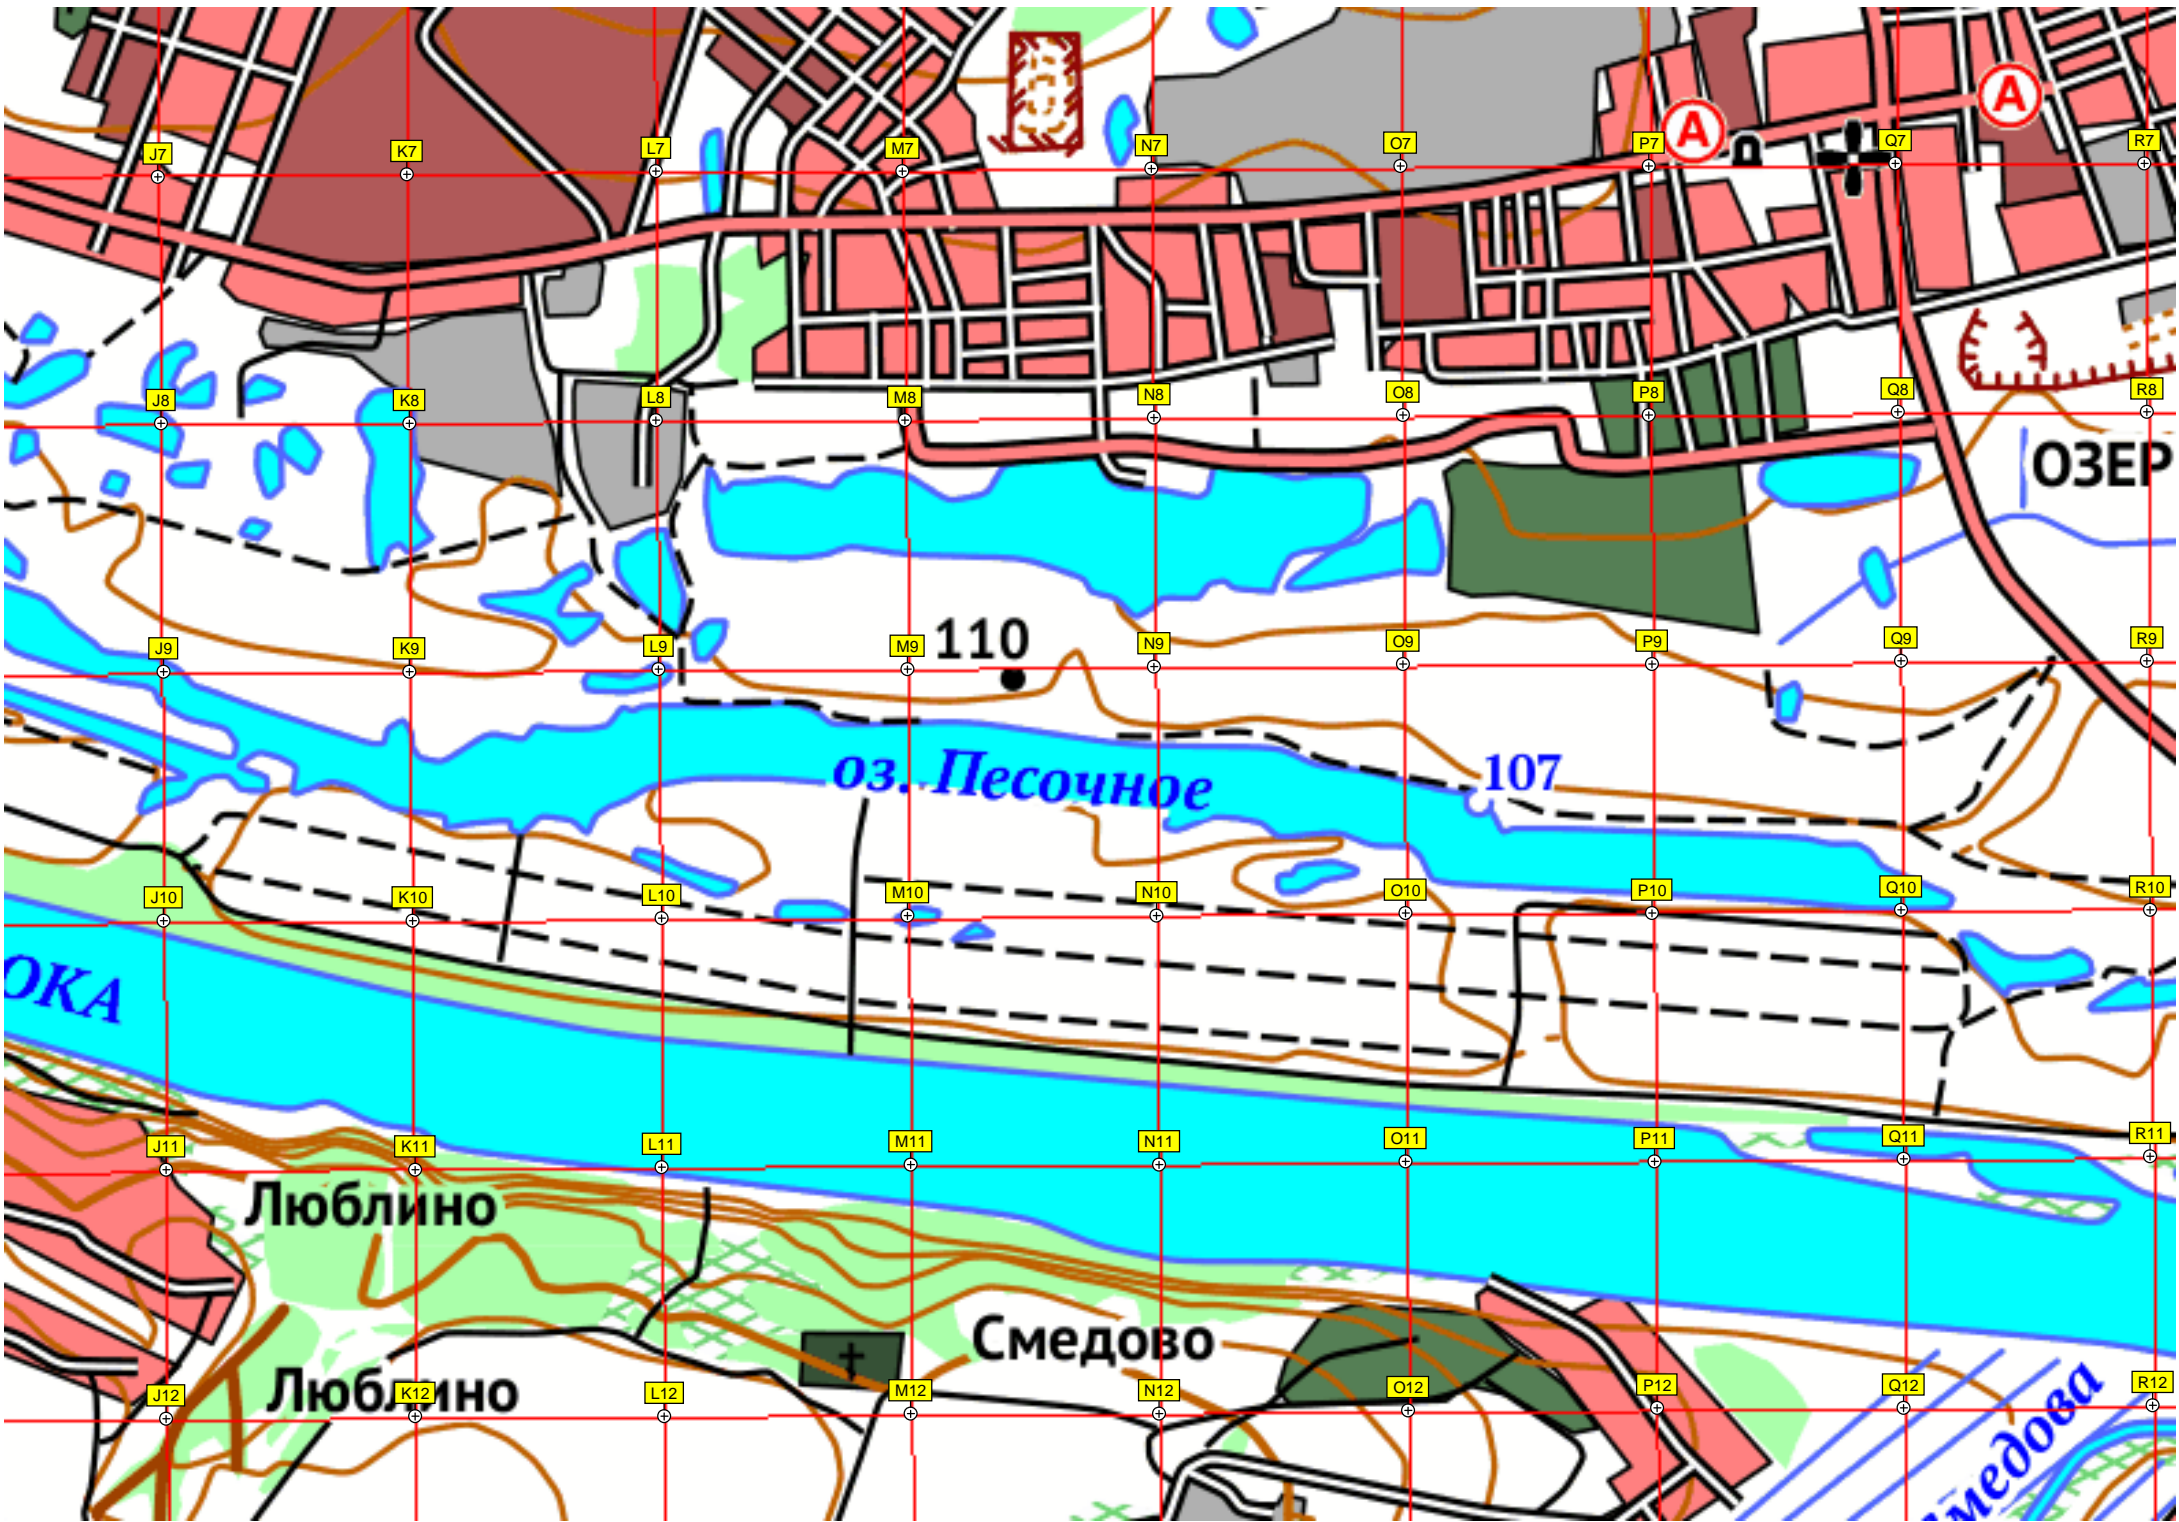 A
A
J7 K7 L7 M7 N7 O7 P7 Q7 R7
J8 K8 L8 M8 N8 O8 P8 Q8 R8
ОЗЕР
110
J9 K9 L9 M9 N9 O9 P9 Q9 R9
оз. Песочное
107
J10 K10 L10 M10 N10 O10 P10 Q10 R10
ОКА
J11 K11 L11 M11 N11 O11 P11 Q11 R11
Люблино
Смедово
Люблино
J12 K12 L12 M12 N12 O12 P12 Q12 R12
Смедова